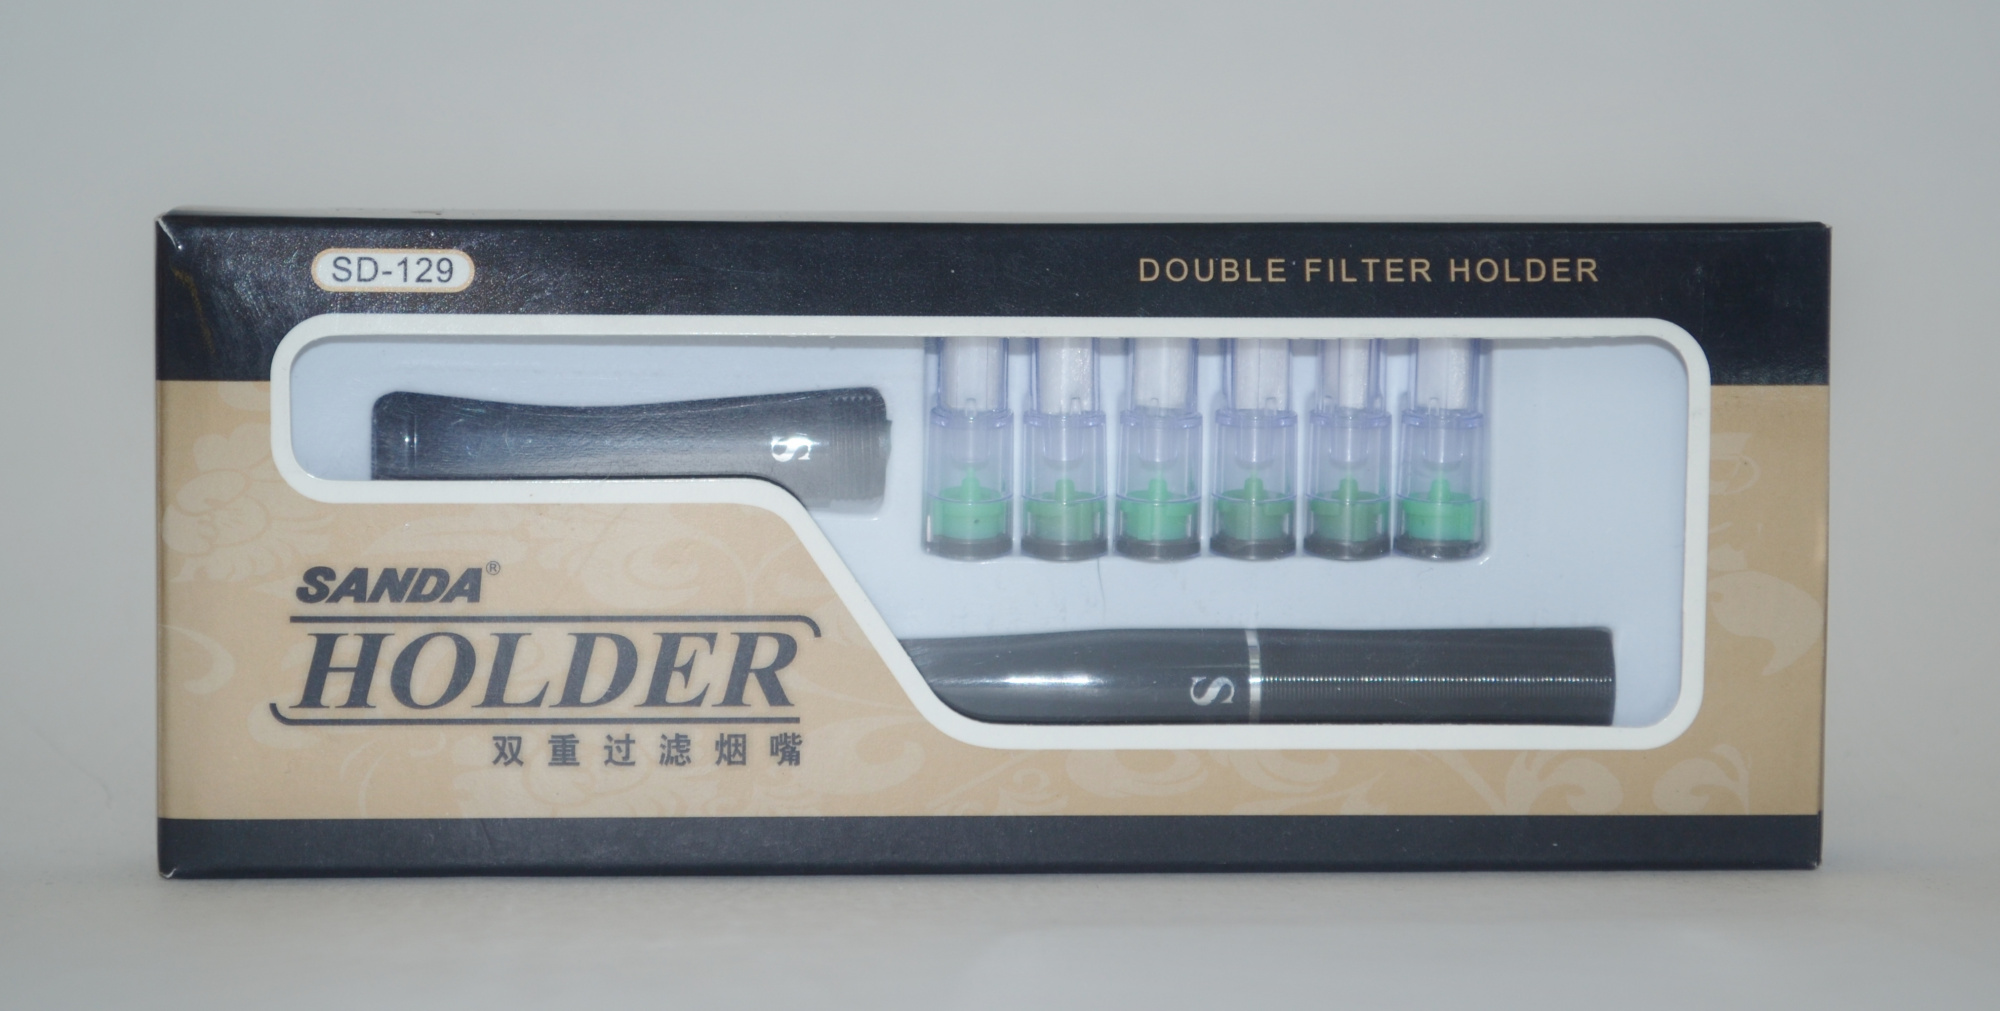 SD-129
DOUBLE FILTER HOLDER
S
SANDA®
HOLDER
S
双重过滤烟嘴